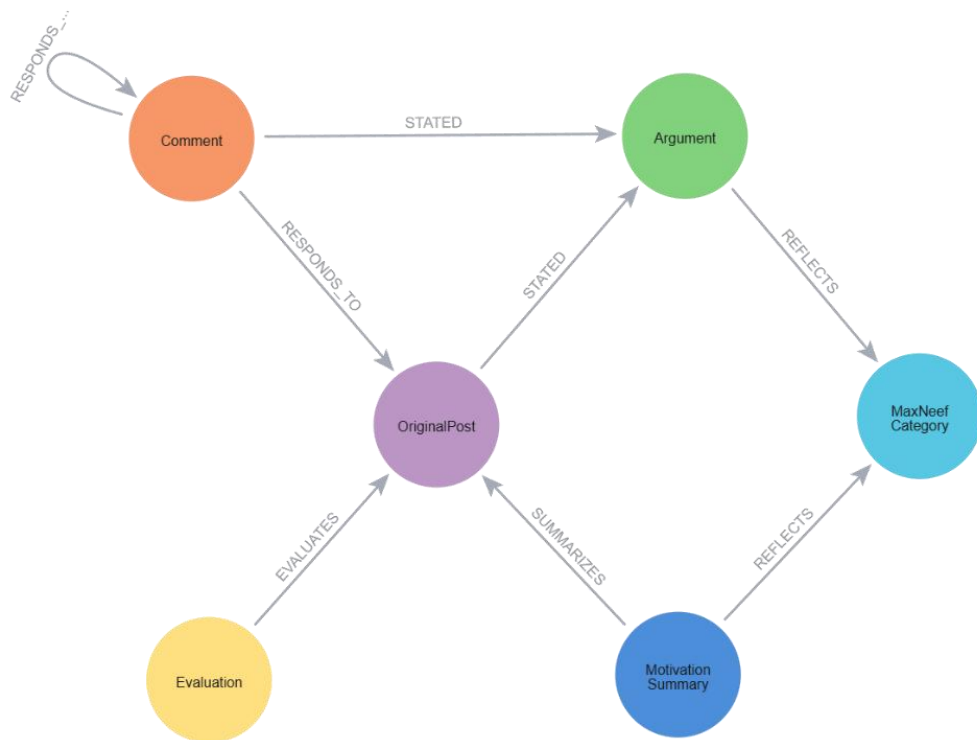 RESPONDS_...
Comment
STATED
Argument
RESPONDS_TO
STATED
REFLECTS
OriginalPost
MaxNeef
Category
EVALUATES
SUMMARIZES
REFLECTS
Evaluation
Motivation
Summary